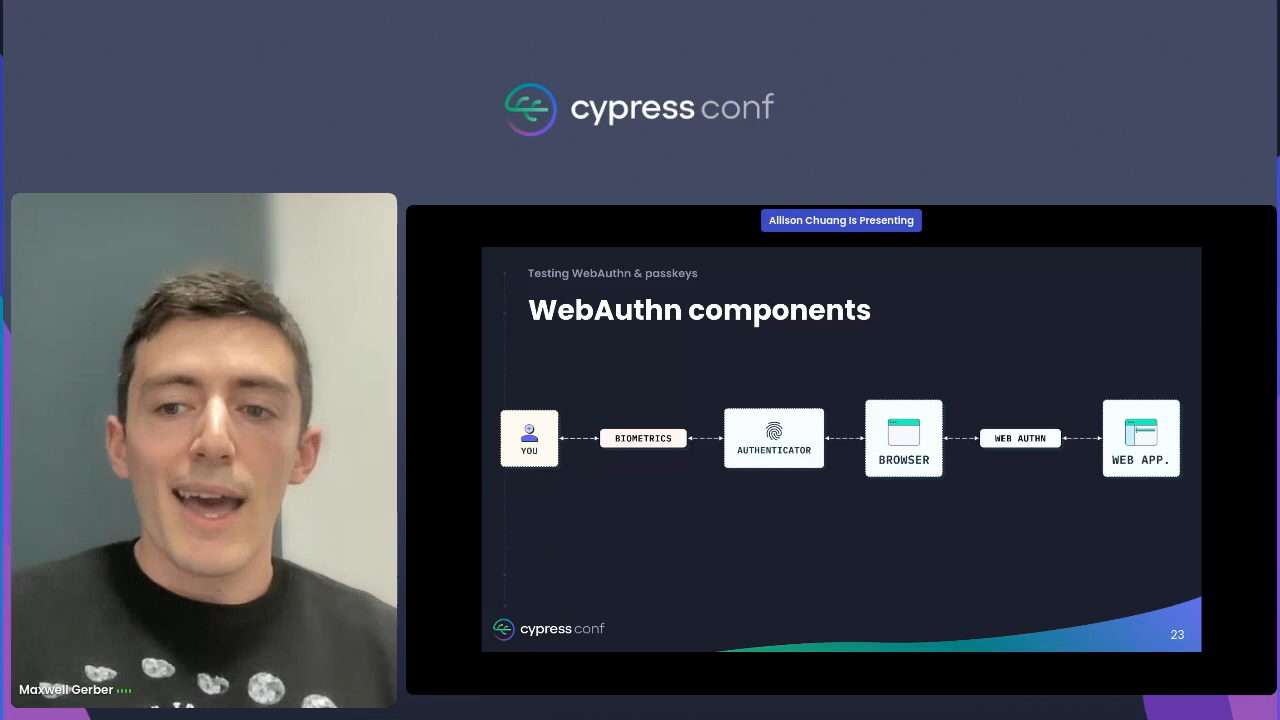 cypress conf
Allison Chuang Is Presenting
Testing WebAuthn & passkeys
WebAuthn components
YOU
BIOMETRICS
AUTHENTICATOR
BROWSER
WEB AUTHN
WEB APP.
cypress conf
23
Maxwell Gerber